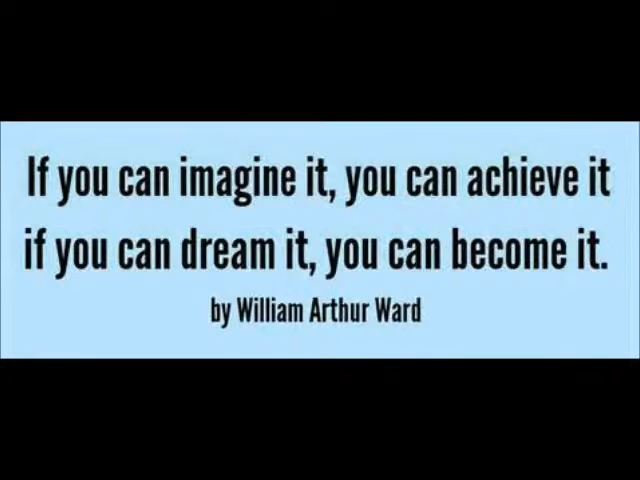 If you can imagine it, you can achieve it
if you can dream it, you can become it.
by William Arthur Ward